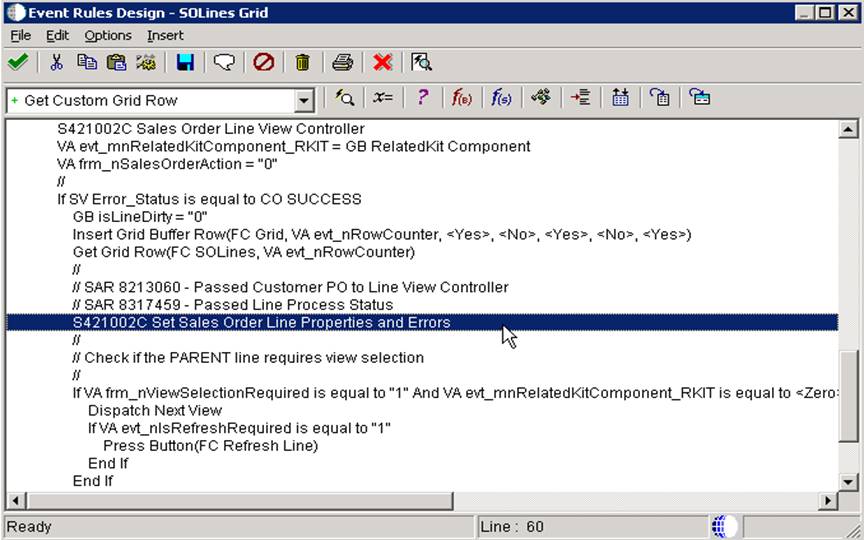 Event Rules Design - SOLines Grid
File Edit Options Insert
+ Get Custom Grid Row
x= ? f(B) f(s)
S421002C Sales Order Line View Controller
VA evt_mnRelatedKitComponent_RKIT = GB RelatedKit Component
VA frm_nSalesOrderAction = "0"
//
If SV Error_Status is equal to CO SUCCESS
GB isLineDirty = "0"
Insert Grid Buffer Row(FC Grid, VA evt_nRowCounter, <Yes>, <No>, <Yes>, <No>, <Yes>)
Get Grid Row(FC SOLines, VA evt_nRowCounter)
//
// SAR 8213060 - Passed Customer PO to Line View Controller
// SAR 8317459 - Passed Line Process Status
S421002C Set Sales Order Line Properties and Errors
//
// Check if the PARENT line requires view selection
//
If VA frm_nViewSelectionRequired is equal to "1" And VA evt_mnRelatedKitComponent_RKIT is equal to <Zero>
Dispatch Next View
If VA evt_nIsRefreshRequired is equal to "1"
Press Button(FC Refresh Line)
End If
End If
Ready
Line : 60